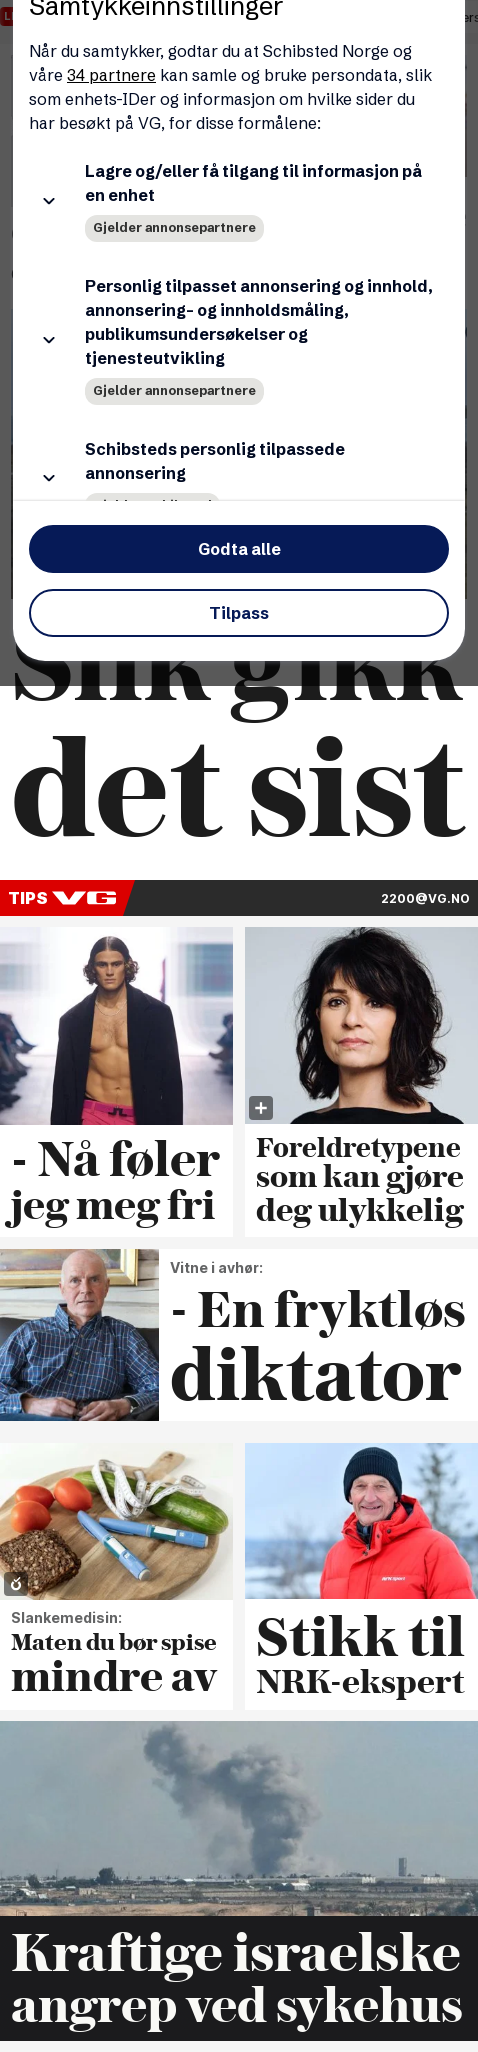 Samtykkeinnstillinger
Når du samtykker, godtar du at Schibsted Norge og
våre 34 partnere kan samle og bruke persondata, slik
som enhets-IDer og informasjon om hvilke sider du
har besøkt på VG, for disse formålene:
Lagre og/eller få tilgang til informasjon på
en enhet
Gjelder annonsepartnere
Personlig tilpasset annonsering og innhold,
annonsering- og innholdsmåling,
publikumsundersøkelser og
tjenesteutvikling
Gjelder annonsepartnere
Schibsteds personlig tilpassede
annonsering
Godta alle
Tilpass
Slik gikk
det sist
TIPS VG
2200@VG.NO
- Nå føler
jeg meg fri
Foreldretypene
som kan gjøre
deg ulykkelig
Vitne i avhør:
- En fryktløs
diktator
Slankemedisin:
Maten du bør spise
mindre av
Stikk til
NRK-ekspert
Kraftige israelske
angrep ved sykehus